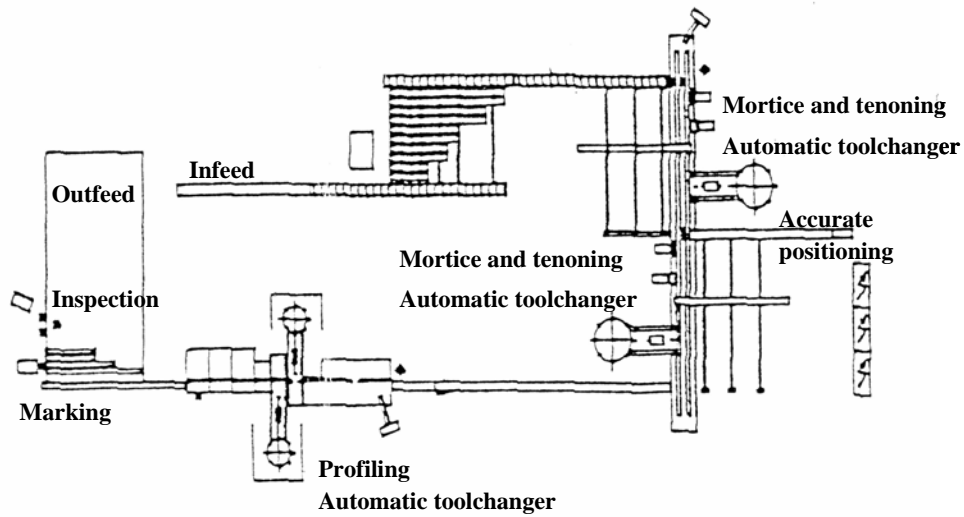 Mortice and tenoning
Automatic toolchanger
Infeed
Outfeed
Accurate
positioning
Mortice and tenoning
Automatic toolchanger
Inspection
Marking
Profiling
Automatic toolchanger